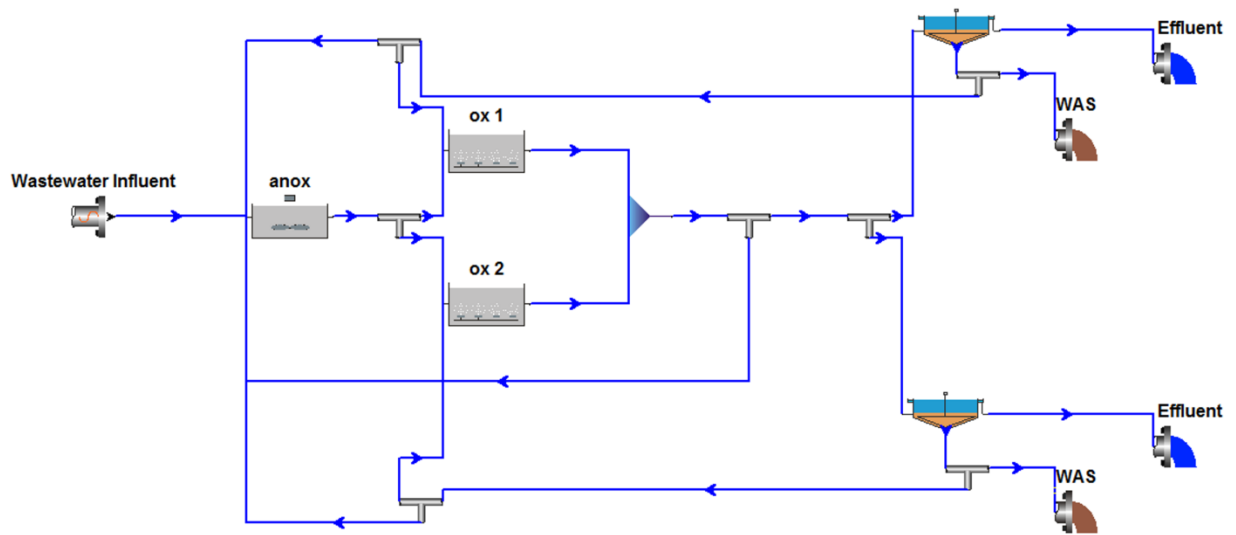 Effluent
WAS
ox 1
Wastewater Influent
anox
ox 2
Effluent
WAS